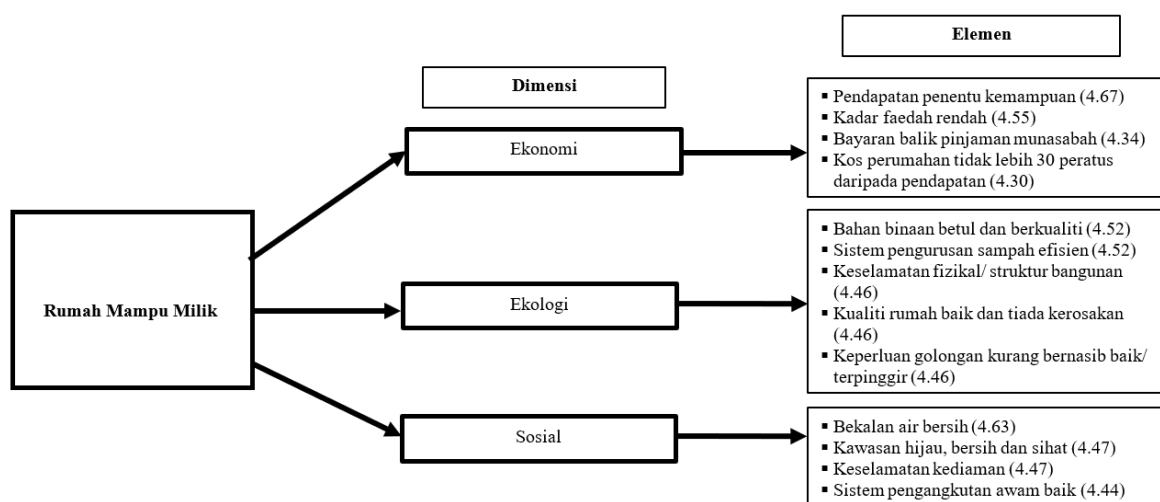 Elemen
Dimensi
▪ Pendapatan penentu kemampuan (4.67)
▪ Kadar faedah rendah (4.55)
▪ Bayaran balik pinjaman munasabah (4.34)
▪ Kos perumahan tidak lebih 30 peratus
daripada pendapatan (4.30)
Ekonomi
▪ Bahan binaan betul dan berkualiti (4.52)
▪ Sistem pengurusan sampah efisien (4.52)
▪ Keselamatan fizikal/ struktur bangunan
(4.46)
▪ Kualiti rumah baik dan tiada kerosakan
(4.46)
▪ Keperluan golongan kurang bernasib baik/
terpinggir (4.46)
Rumah Mampu Milik
Ekologi
▪ Bekalan air bersih (4.63)
▪ Kawasan hijau, bersih dan sihat (4.47)
▪ Keselamatan kediaman (4.47)
▪ Sistem pengangkutan awam baik (4.44)
Sosial